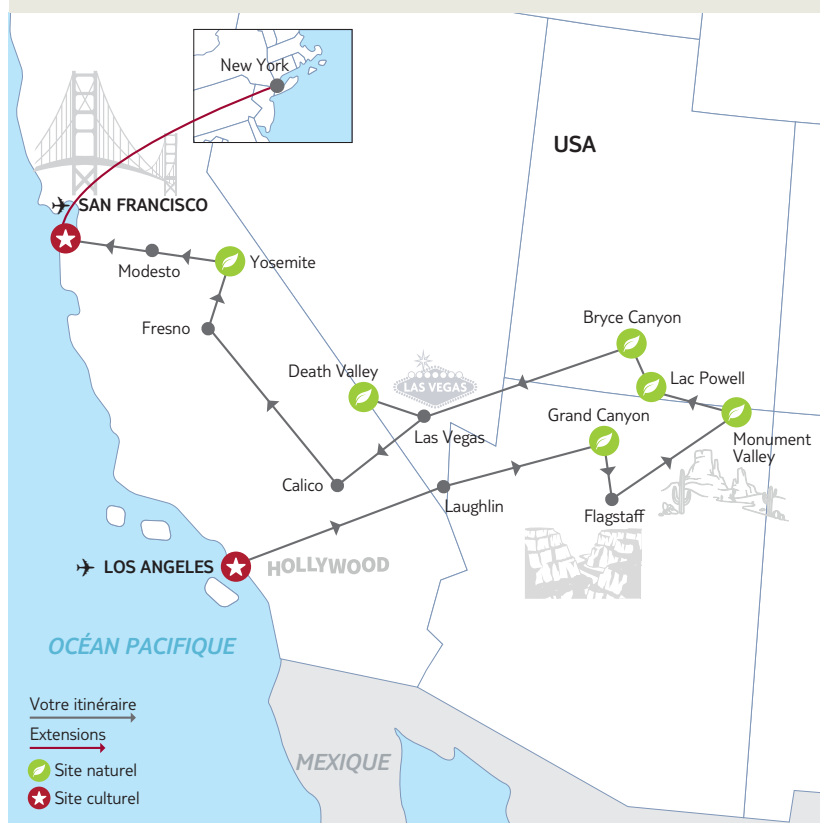 New York
USA
SAN FRANCISCO
Modesto
Yosemite
Fresno
Bryce Canyon
Death Valley
LAS VEGAS
Lac Powell
Las Vegas
Grand Canyon
Monument
Valley
Calico
Laughlin
Flagstaff
LOS ANGELES
HOLLYWOOD
OCÉAN PACIFIQUE
Votre itinéraire
Extensions
MEXIQUE
Site naturel
Site culturel